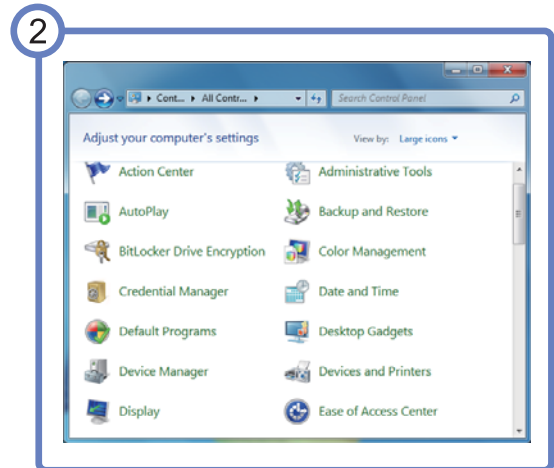 2
Cont... All Contr...
Search Control Panel
Adjust your computer's settings
View by: Large icons
Action Center
Administrative Tools
AutoPlay
Backup and Restore
BitLocker Drive Encryption
Color Management
Credential Manager
Date and Time
Default Programs
Desktop Gadgets
Device Manager
Devices and Printers
Display
Ease of Access Center